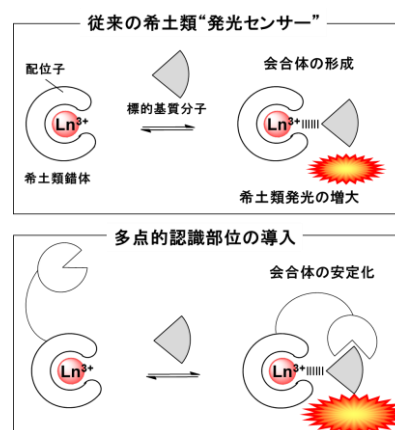 従来の希土類“発光センサー”
配位子
会合体の形成
標的基質分子
Ln3+
Ln3+
希土類錯体
希土類発光の増大
多点的認識部位の導入
会合体の安定化
Ln3+
Ln3+